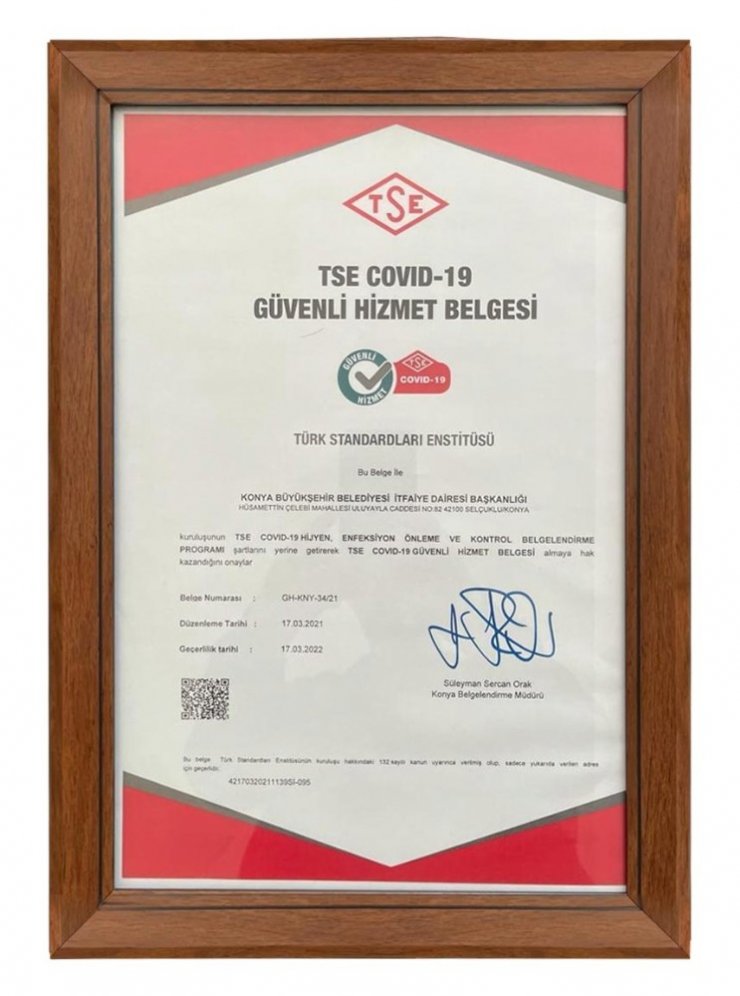 TSE
TSE COVID-19
GÜVENLİ HİZMET BELGESİ
GÜVENLİ
HİZMET
TSE
COVID-19
TÜRK STANDARDLARI ENSTİTÜSÜ
Bu Belge İle
KONYA BÜYÜKŞEHİR BELEDİYESİ İTFAİYE DAİRESİ BAŞKANLIĞI
HÜSAMETTİN ÇELEBİ MAHALLESİ ULUYAYLA CADDESİ NO:82 42100 SELÇUKLU/KONYA
kuruluşunun TSE COVID-19 HİJYEN, ENFEKSİYON ÖNLEME VE KONTROL BELGELENDİRME
PROGRAMI şartlarını yerine getirerek TSE COVID-19 GÜVENLİ HİZMET BELGESİ almaya hak
kazandığını onaylar
Belge Numarası : GH-KNY-34/21
Düzenleme Tarihi : 17.03.2021
Geçerlilik tarihi : 17.03.2022
Süleyman Sercan Orak
Konya Belgelendirme Müdürü
Bu belge Türk Standardları Enstitüsünün kuruluşu hakkındaki 132 sayılı kanun uyarınca verilmiş olup, sadece yukarıda verilen adres
için geçerlidir.
42170320211139SI-095